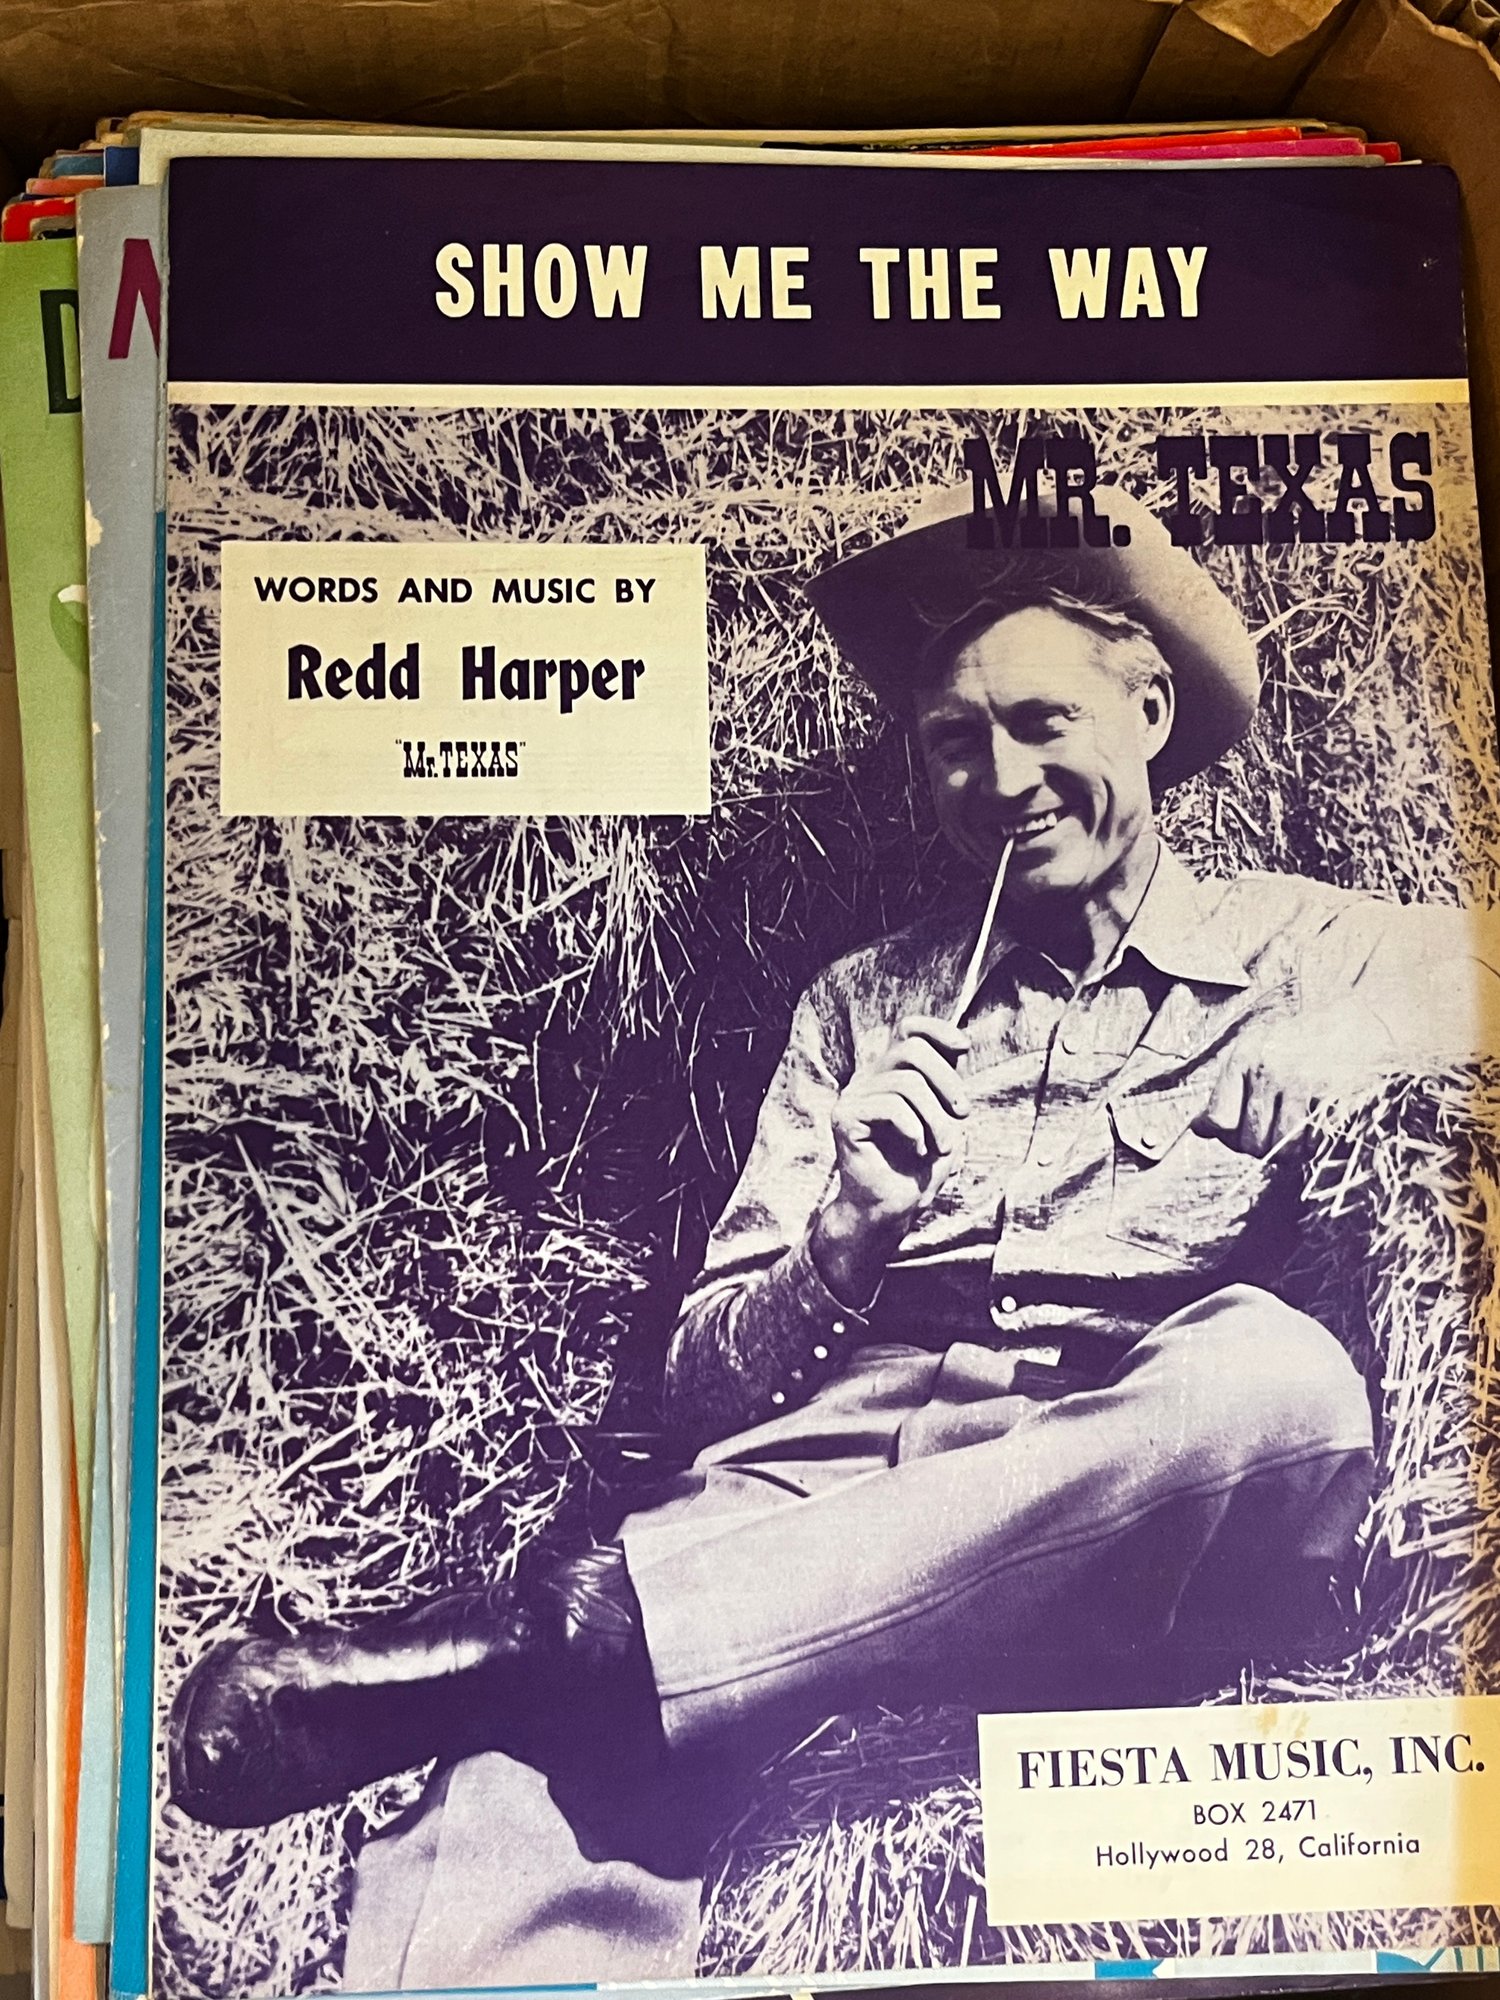 SHOW ME THE WAY
MR. TEXAS
WORDS AND MUSIC BY
Redd Harper
"Mr. TEXAS"
FIESTA MUSIC, INC.
BOX 2471
Hollywood 28, California